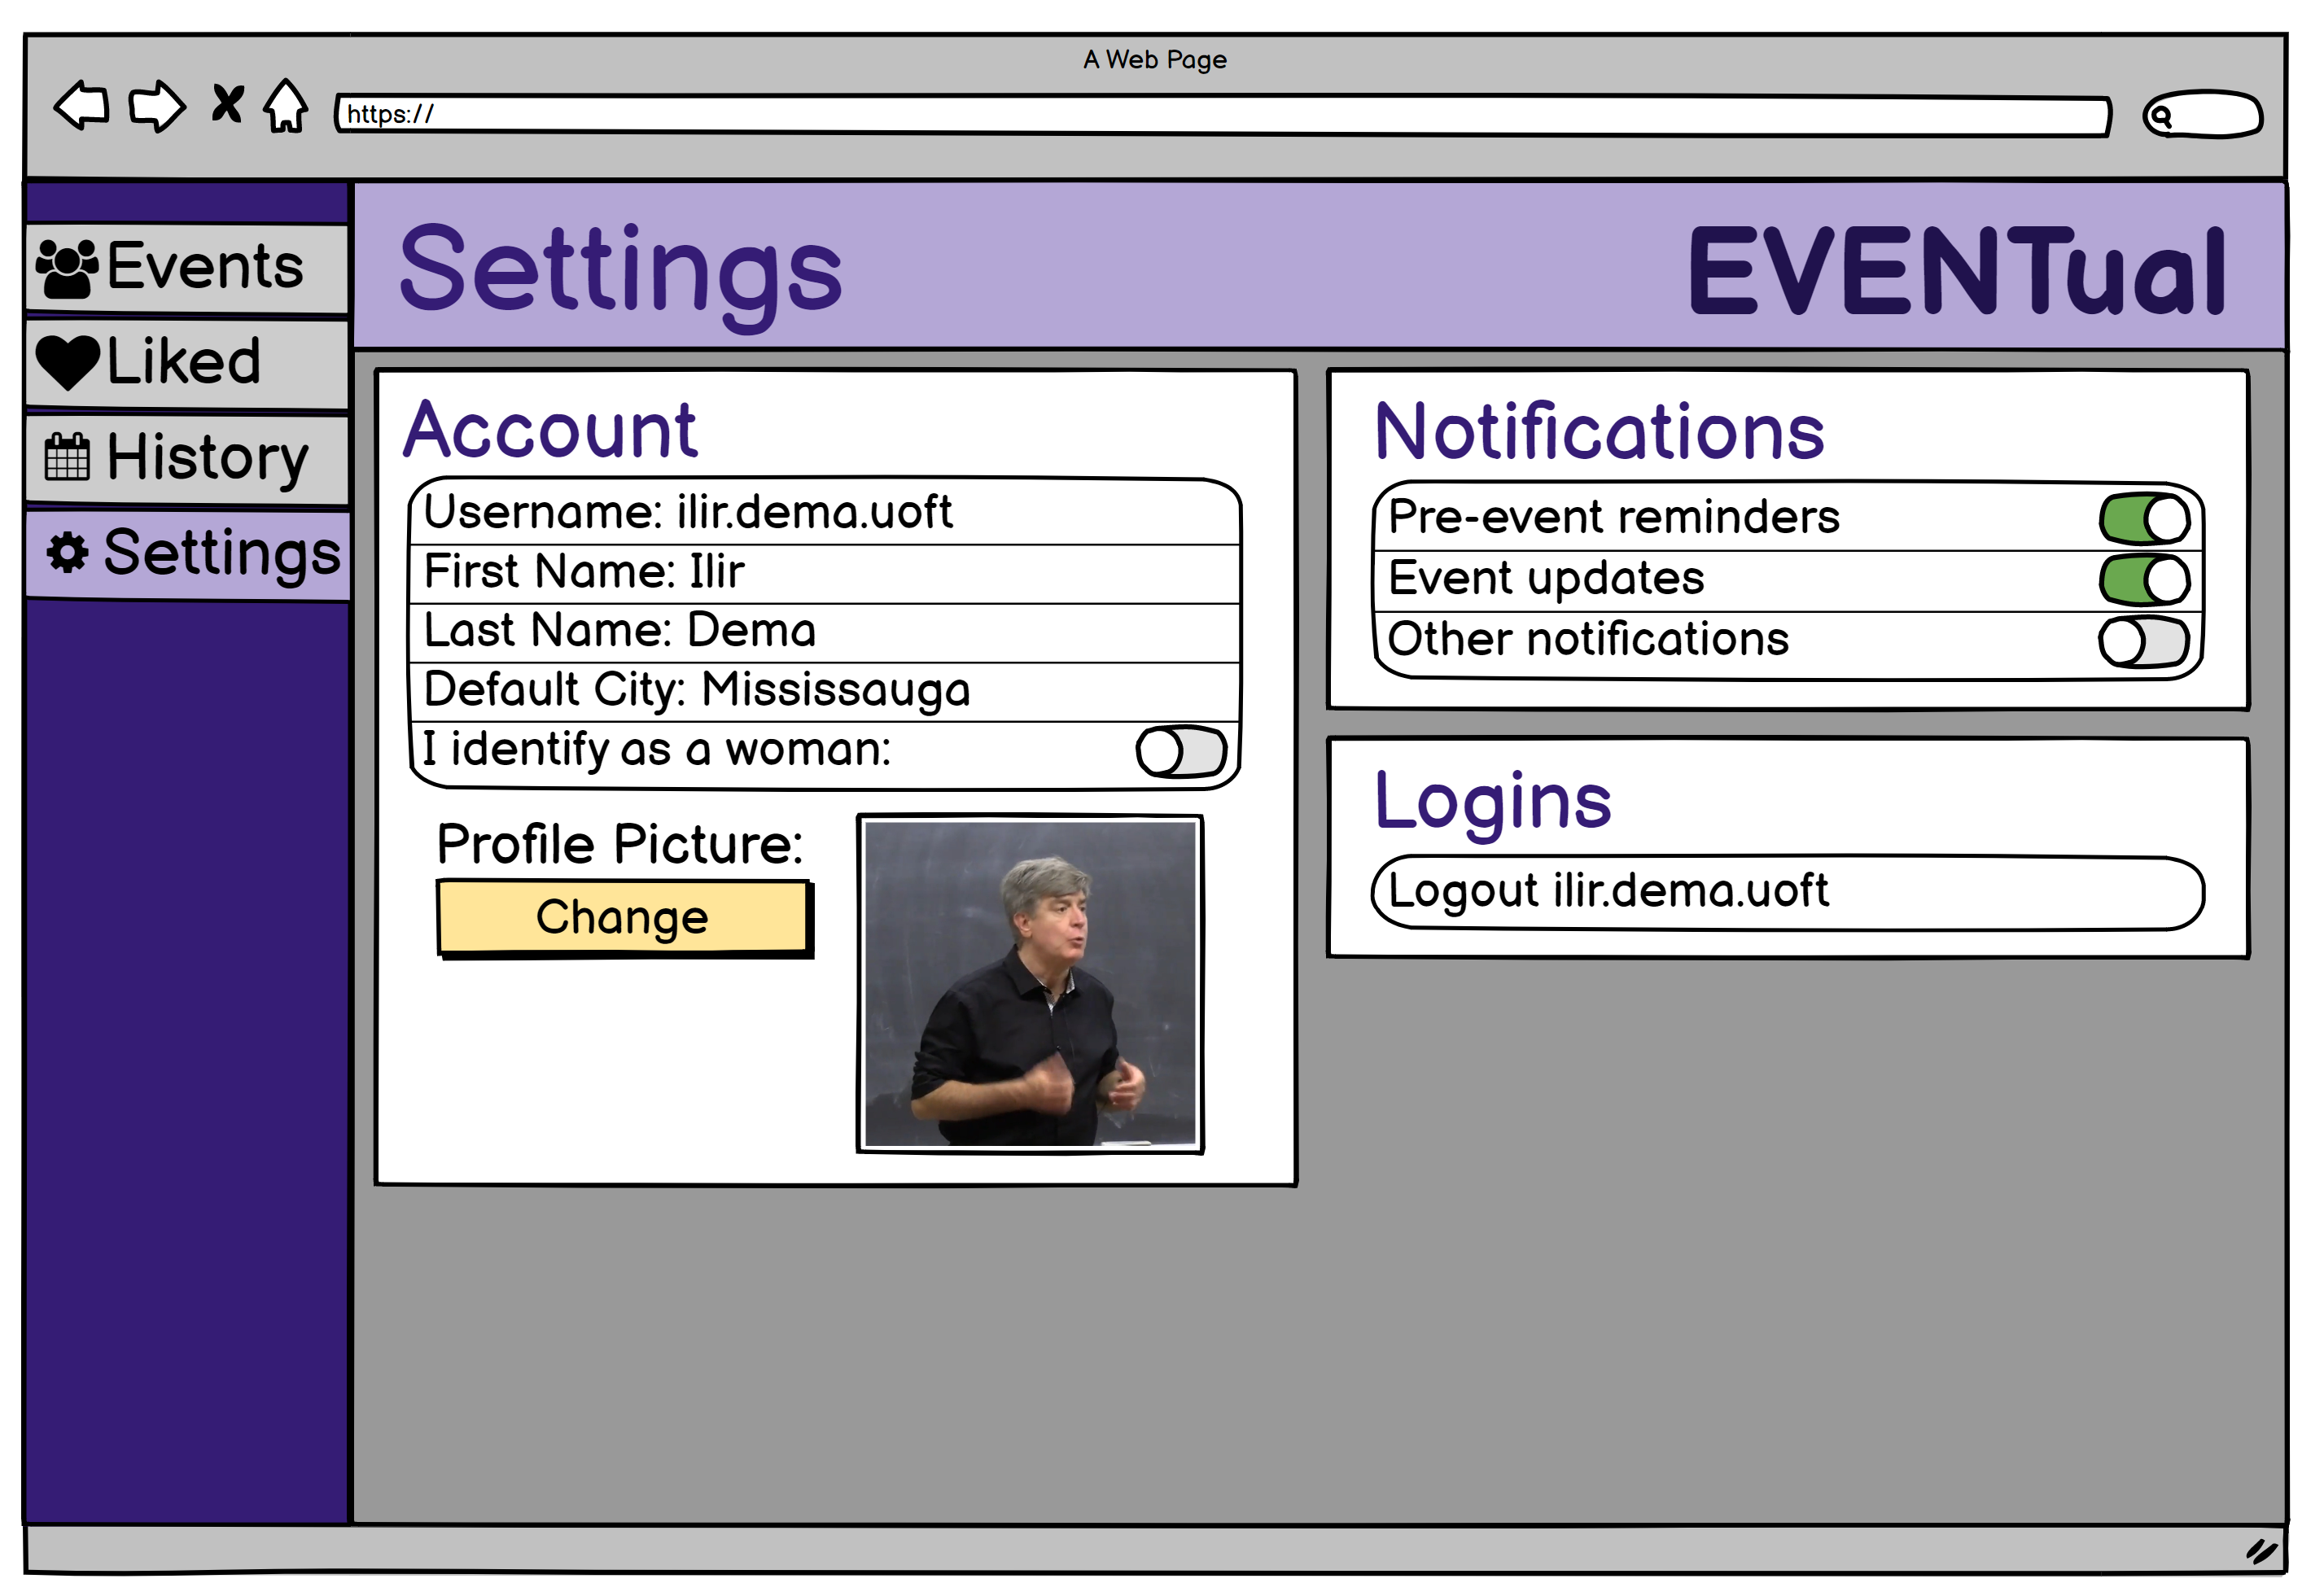 A Web Page
https://
Events
Liked
History
Settings
Settings
EVENTual
Account
Username: ilir.dema.uoft
First Name: Ilir
Last Name: Dema
Default City: Mississauga
I identify as a woman:
Profile Picture:
Change
Notifications
Pre-event reminders
Event updates
Other notifications
Logins
Logout ilir.dema.uoft